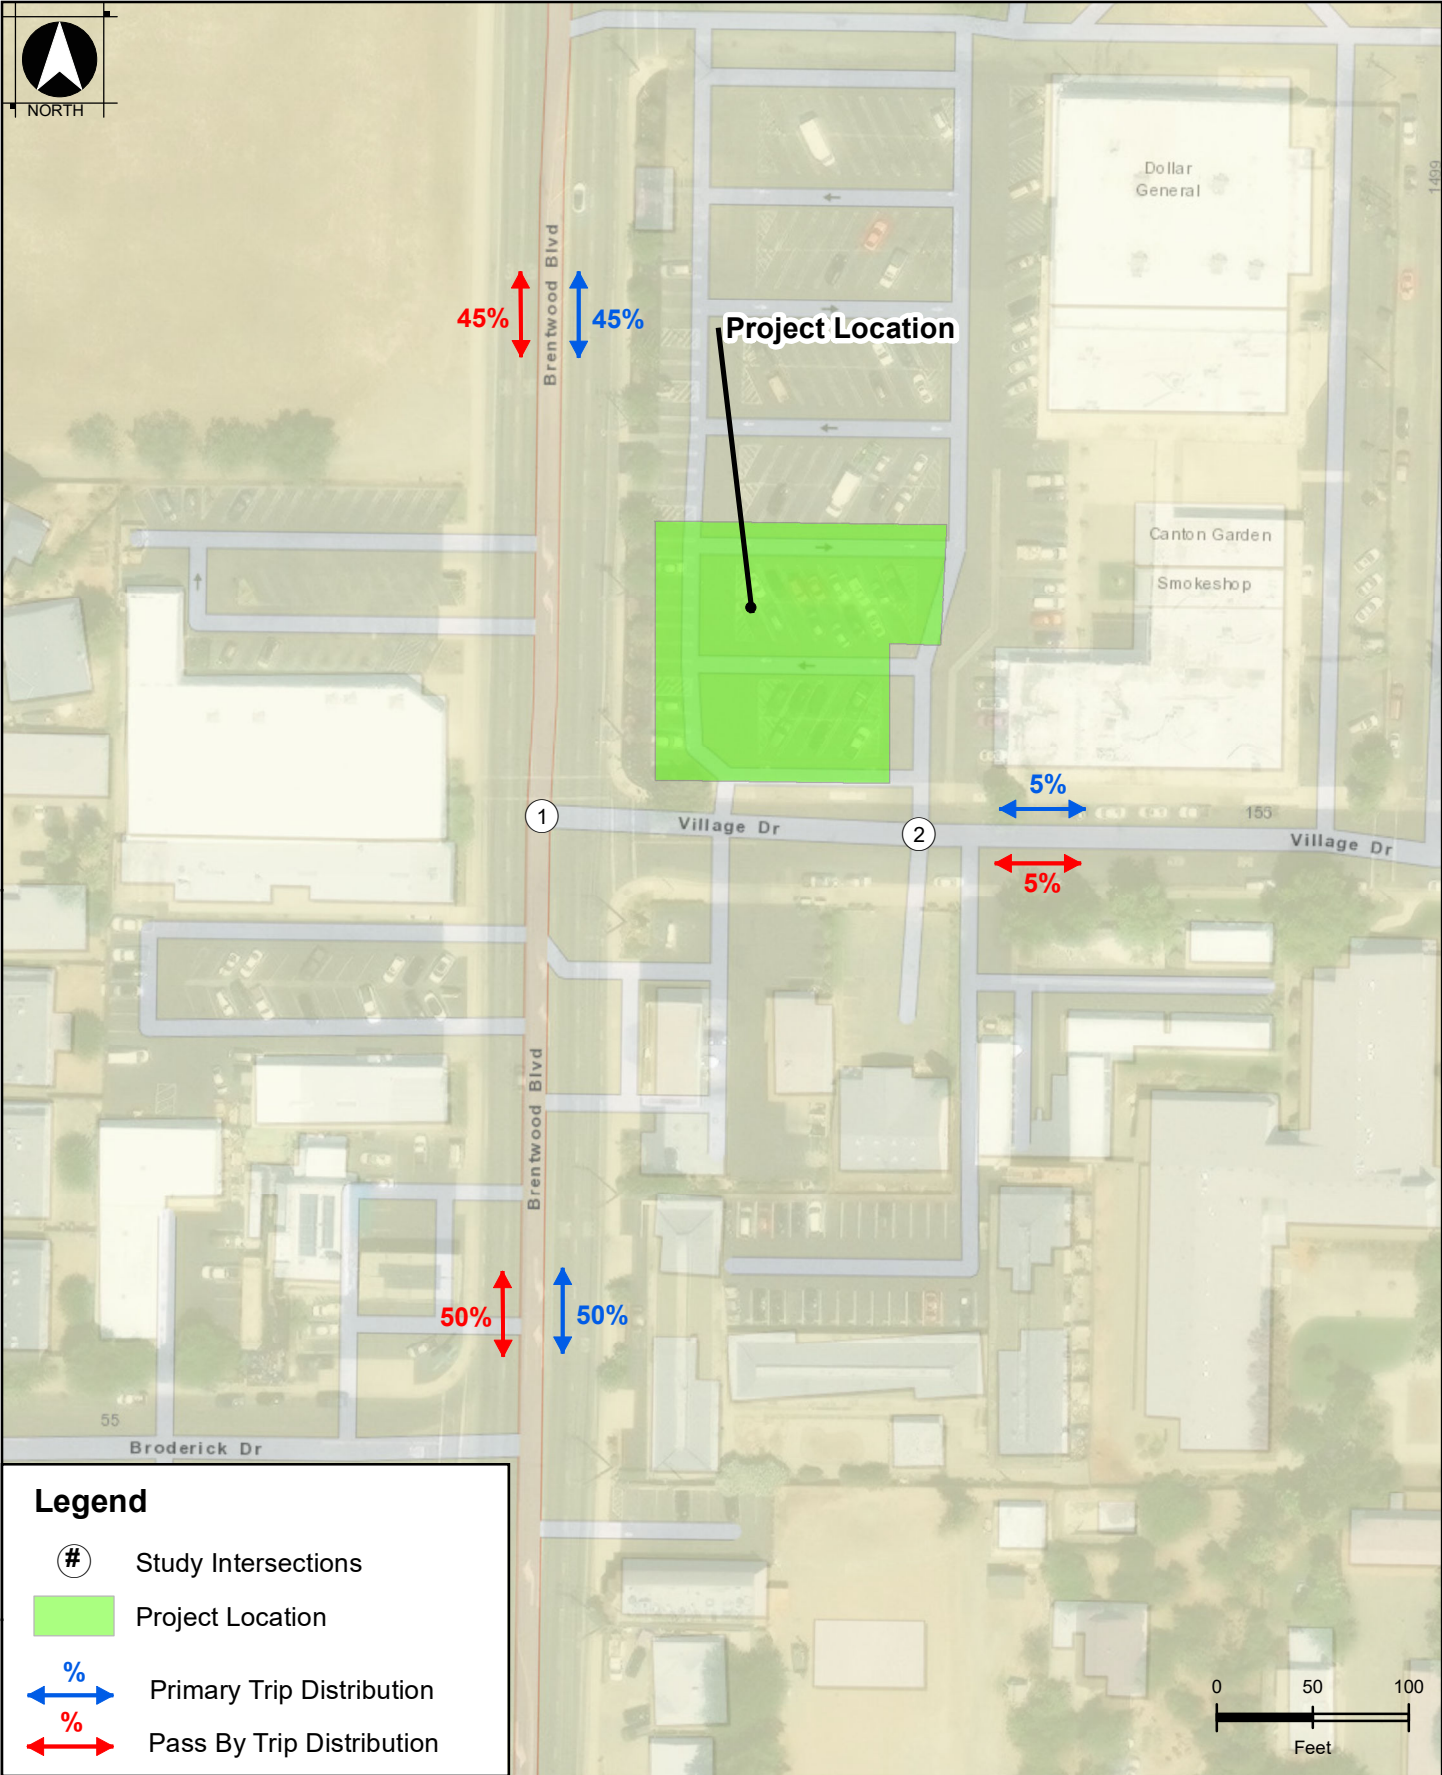 NORTH
Dollar
General
1499
Brentwood Blvd
45%
45%
Project Location
Canton Garden
Smokeshop
5%
155
1
Village Dr
2
Village Dr
5%
Brentwood Blvd
50%
50%
55
Broderick Dr
Legend
# Study Intersections
Project Location
% Primary Trip Distribution
% Pass By Trip Distribution
0 50 100
Feet